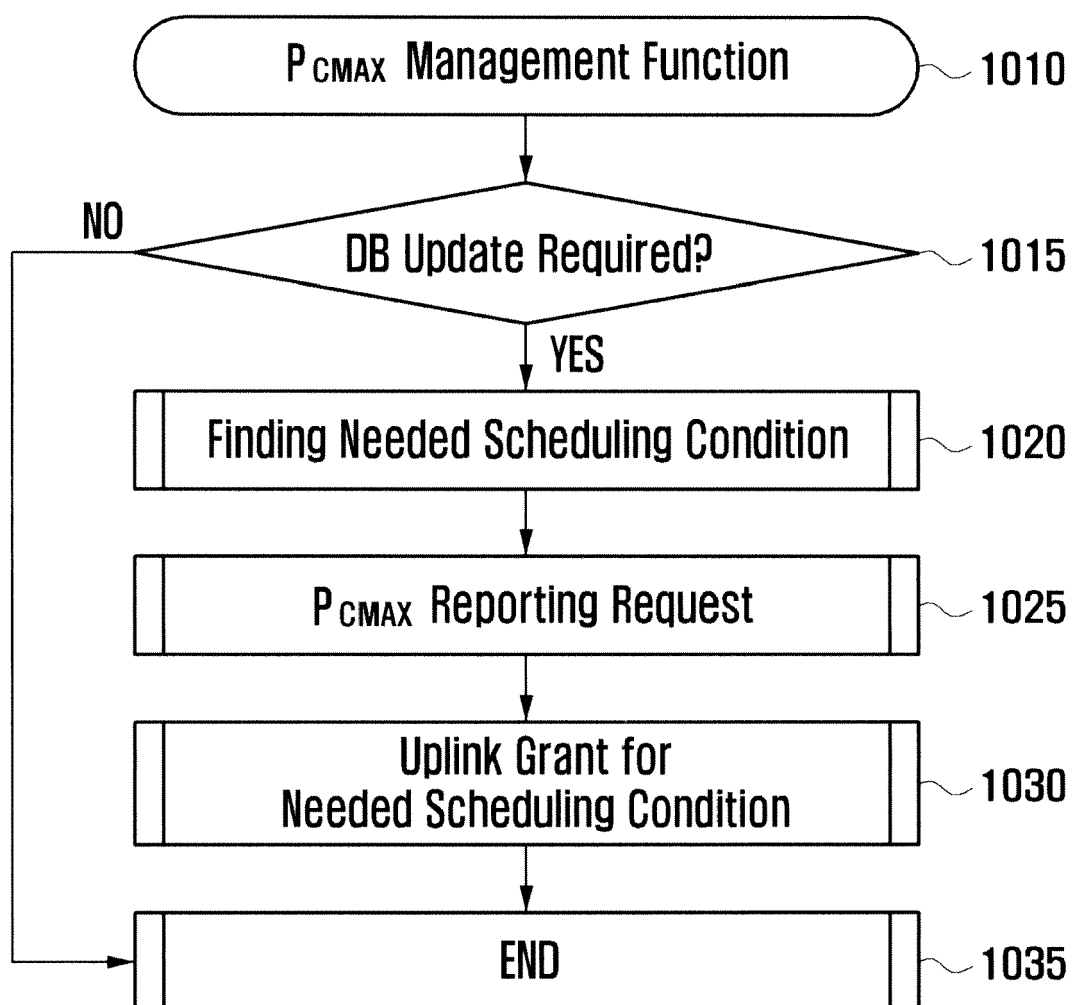 PCMAX Management Function
1010
NO
DB Update Required?
1015
YES
Finding Needed Scheduling Condition
1020
PCMAX Reporting Request
1025
Uplink Grant for
Needed Scheduling Condition
1030
END
1035